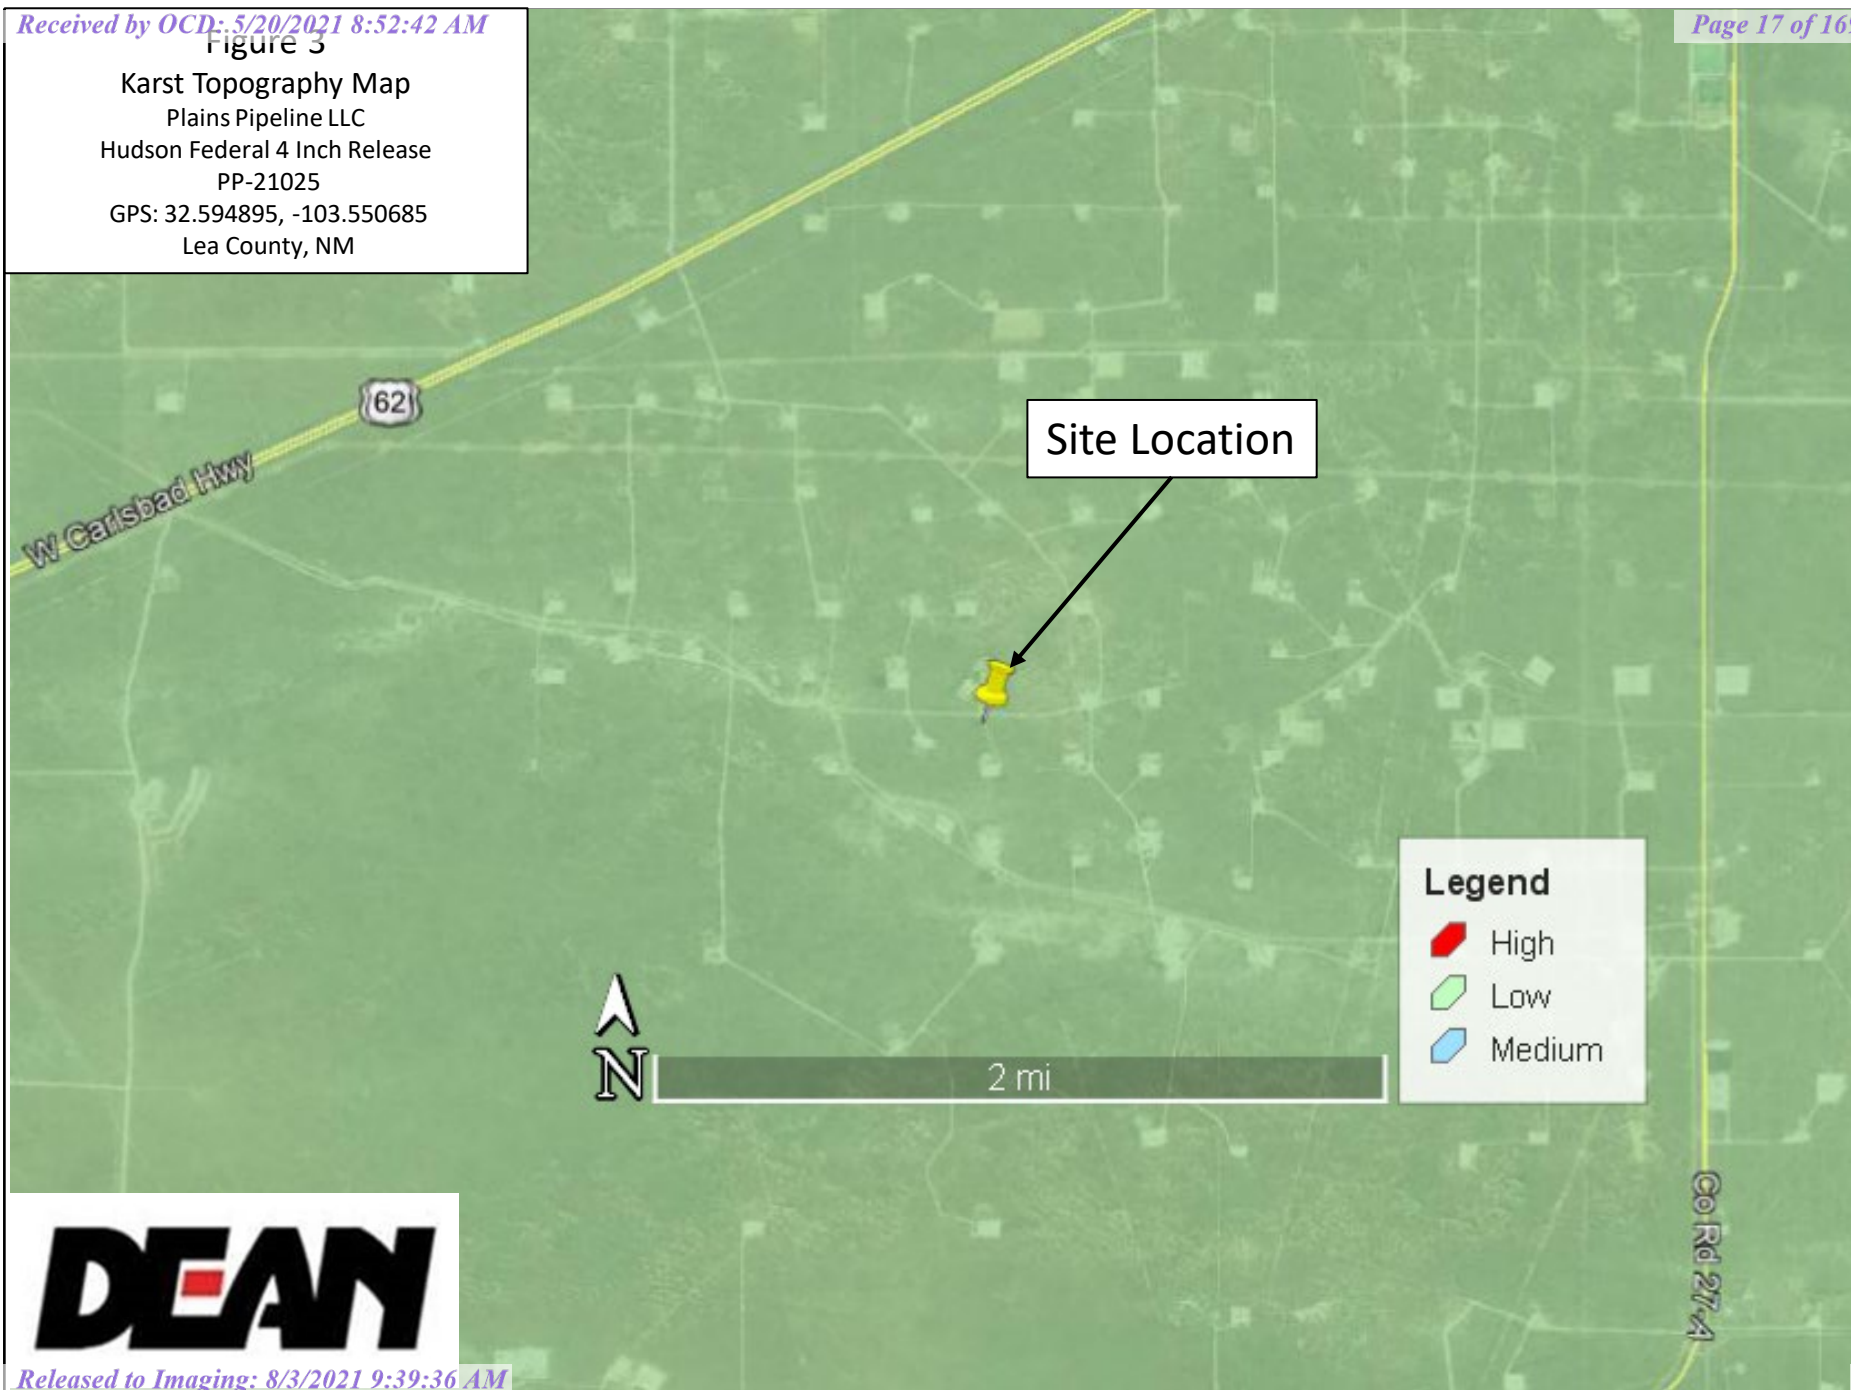 Received by OCD: 5/20/2021 8:52:42 AM
Page 17 of 169
Figure 3
Karst Topography Map
Plains Pipeline LLC
Hudson Federal 4 Inch Release
PP-21025
GPS: 32.594895, -103.550685
Lea County, NM
62
W Carlsbad Hwy
Site Location
Legend
High
Low
Medium
N
2 mi
Co Rd 27-A
DEAN
Released to Imaging: 8/3/2021 9:39:36 AM